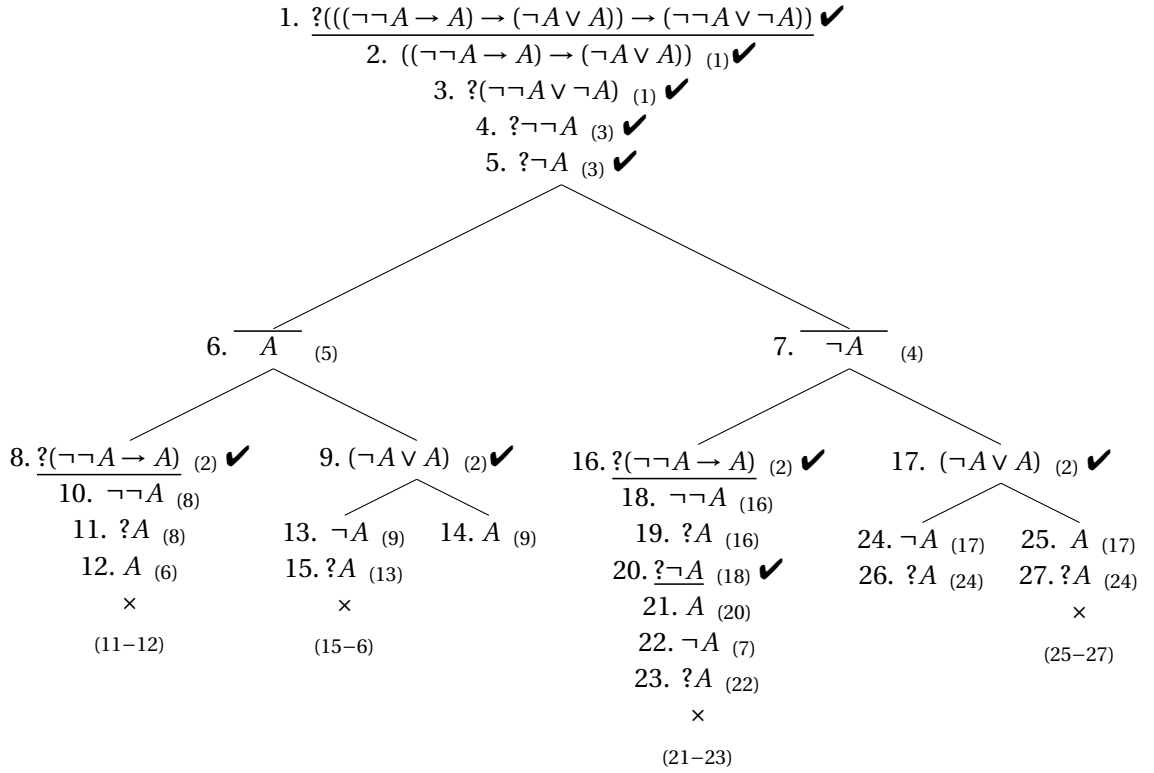 1. ?(((¬¬A → A) → (¬A ∨ A)) → (¬¬A ∨ ¬A)) ✔
2. ((¬¬A → A) → (¬A ∨ A)) (1) ✔
3. ?(¬¬A ∨ ¬A) (1) ✔
4. ?¬¬A (3) ✔
5. ?¬A (3) ✔
6. A (5)
7. ¬A (4)
8. ?(¬¬A → A) (2) ✔
9. (¬A ∨ A) (2) ✔
16. ?(¬¬A → A) (2) ✔
17. (¬A ∨ A) (2) ✔
10. ¬¬A (8)
11. ?A (8)
12. A (6)
×
(11−12)
13. ¬A (9)
14. A (9)
15. ?A (13)
×
(15−6)
18. ¬¬A (16)
19. ?A (16)
20. ?¬A (18) ✔
21. A (20)
22. ¬A (7)
23. ?A (22)
×
(21−23)
24. ¬A (17)
25. A (17)
26. ?A (24)
27. ?A (24)
×
(25−27)